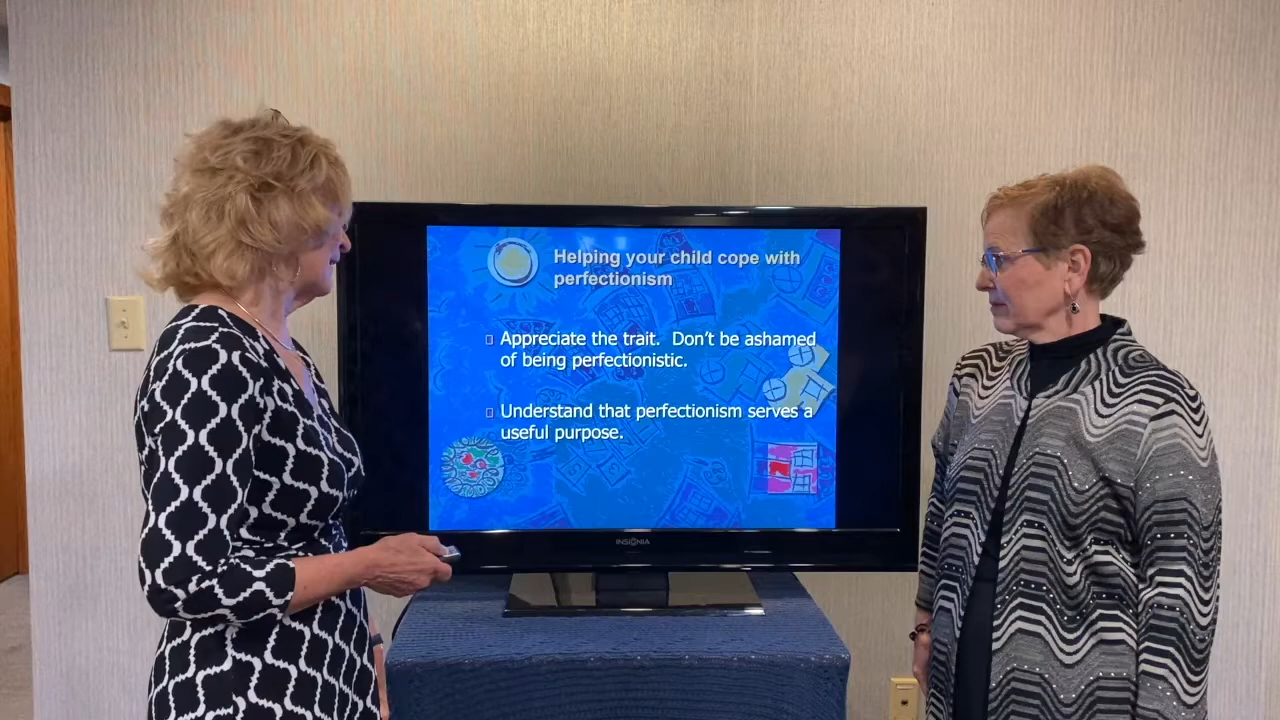 Helping your child cope with
perfectionism
Appreciate the trait.  Don't be ashamed
of being perfectionistic.
Understand that perfectionism serves a
useful purpose.
INSIGNIA